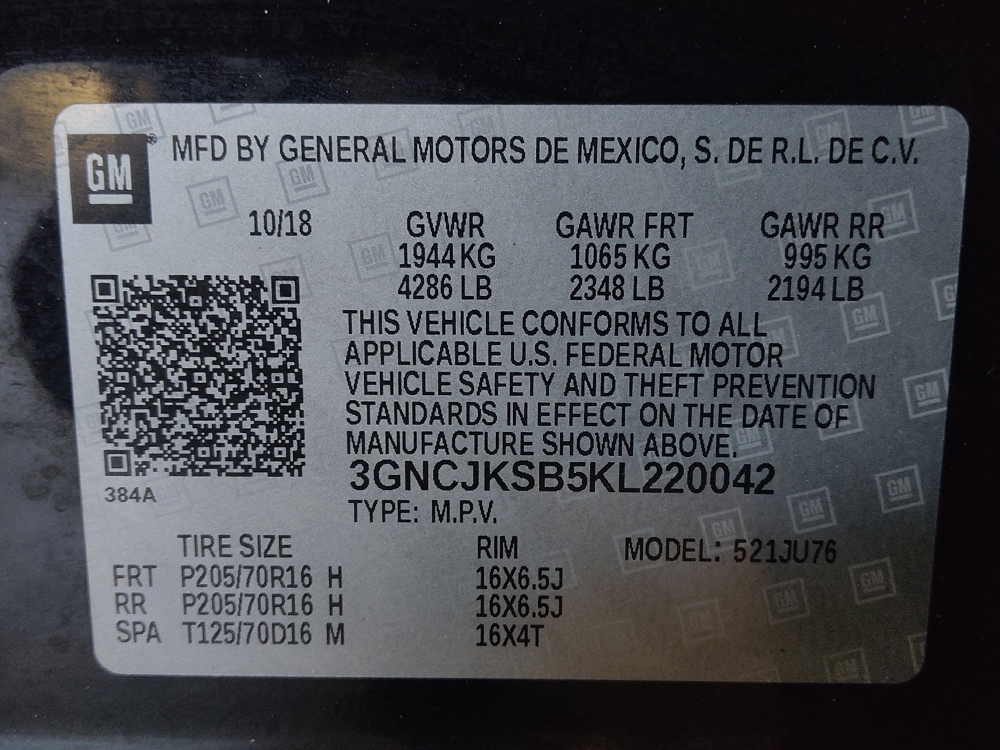 GM ® MFD BY GENERAL MOTORS DE MEXICO, S. DE R.L. DE C.V.
10/18 GVWR GAWR FRT GAWR RR
1944 KG 1065 KG 995 KG
4286 LB 2348 LB 2194 LB
THIS VEHICLE CONFORMS TO ALL
APPLICABLE U.S. FEDERAL MOTOR
VEHICLE SAFETY AND THEFT PREVENTION
STANDARDS IN EFFECT ON THE DATE OF
MANUFACTURE SHOWN ABOVE.
3GNCJKSB5KL220042
384A
TYPE: M.P.V.
TIRE SIZE RIM MODEL: 521JU76
FRT P205/70R16 H 16X6.5J
RR P205/70R16 H 16X6.5J
SPA T125/70D16 M 16X4T